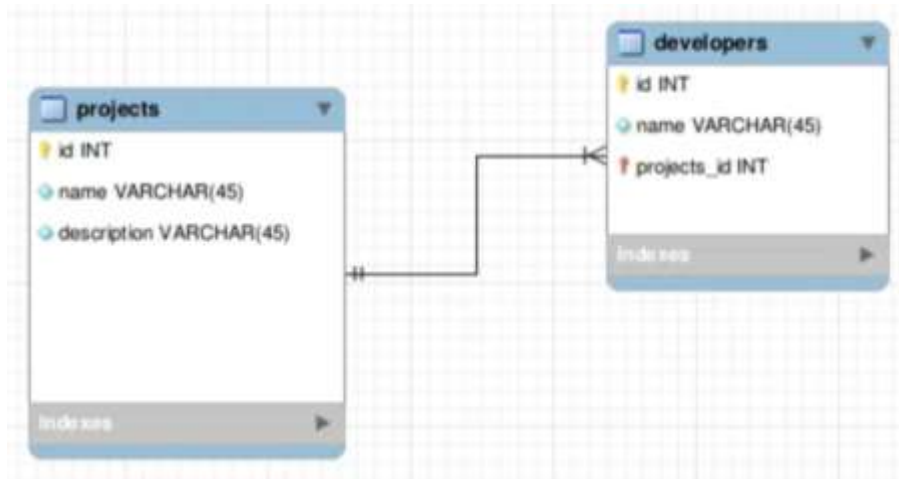 projects
id INT
name VARCHAR(45)
description VARCHAR(45)
Indexes
developers
id INT
name VARCHAR(45)
projects_id INT
Indexes